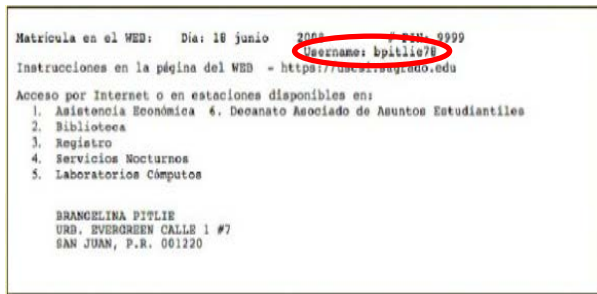 Matrícula en el WEB: Día: 18 junio 9999
Username: bpitlie78
Instrucciones en la página del WEB - https://
Acceso por Internet o en estaciones disponibles en:
1. Asistencia Económica 6. Decanato Asociado de Asuntos Estudiantiles
2. Biblioteca
3. Registro
4. Servicios Nocturnos
5. Laboratorios Cómputos
BRANGELINA PITLIE
URB. EVERGREEN CALLE 1 #7
SAN JUAN, P.R. 001220